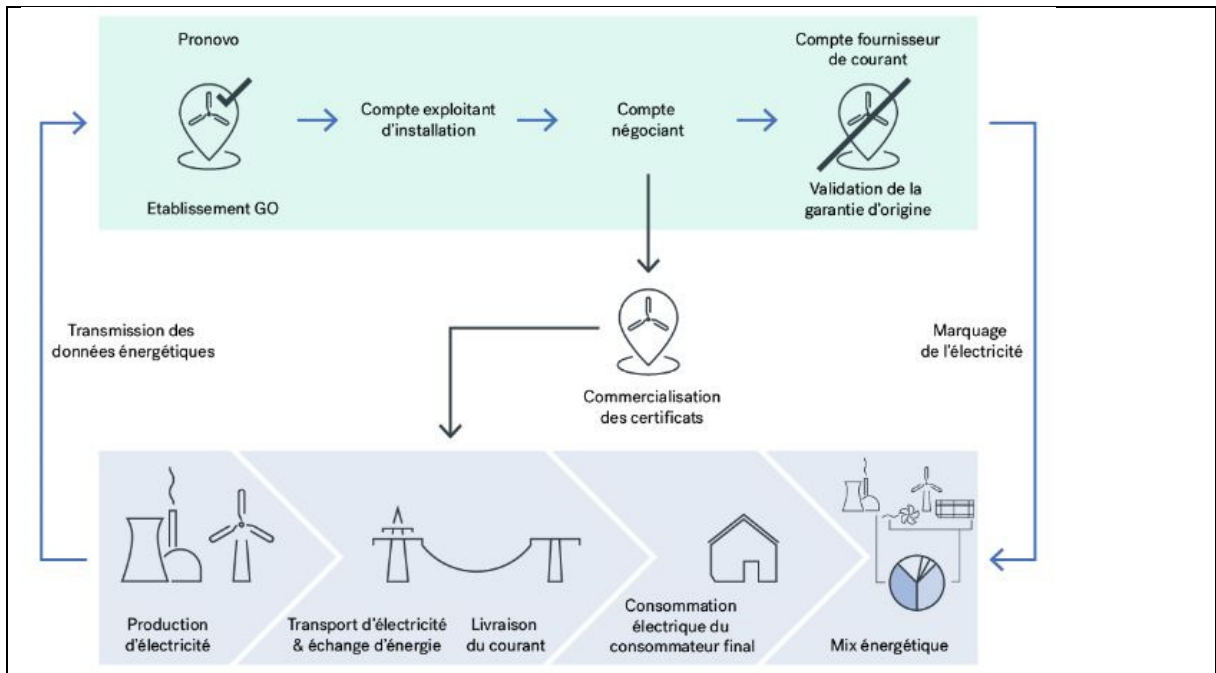 Pronovo
Etablissement GO
Compte exploitant
d'installation
Compte
négociant
Compte fournisseur
de courant
Validation de la
garantie d'origine
Transmission des
données énergétiques
Commercialisation
des certificats
Marquage
de l'électricité
Production
d'électricité
Transport d'électricité
& échange d'énergie
Livraison
du courant
Consommation
électrique du
consommateur final
Mix énergétique